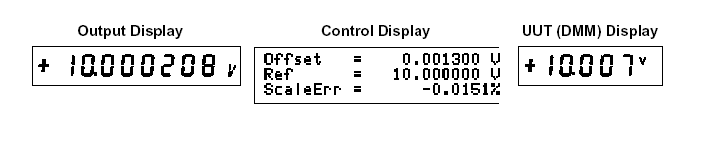 Output Display
+ 10.000208 V
Control Display
Offset = 0.001300 V
Ref = 10.000000 V
ScaleErr = -0.0151%
UUT (DMM) Display
+ 10.007 v